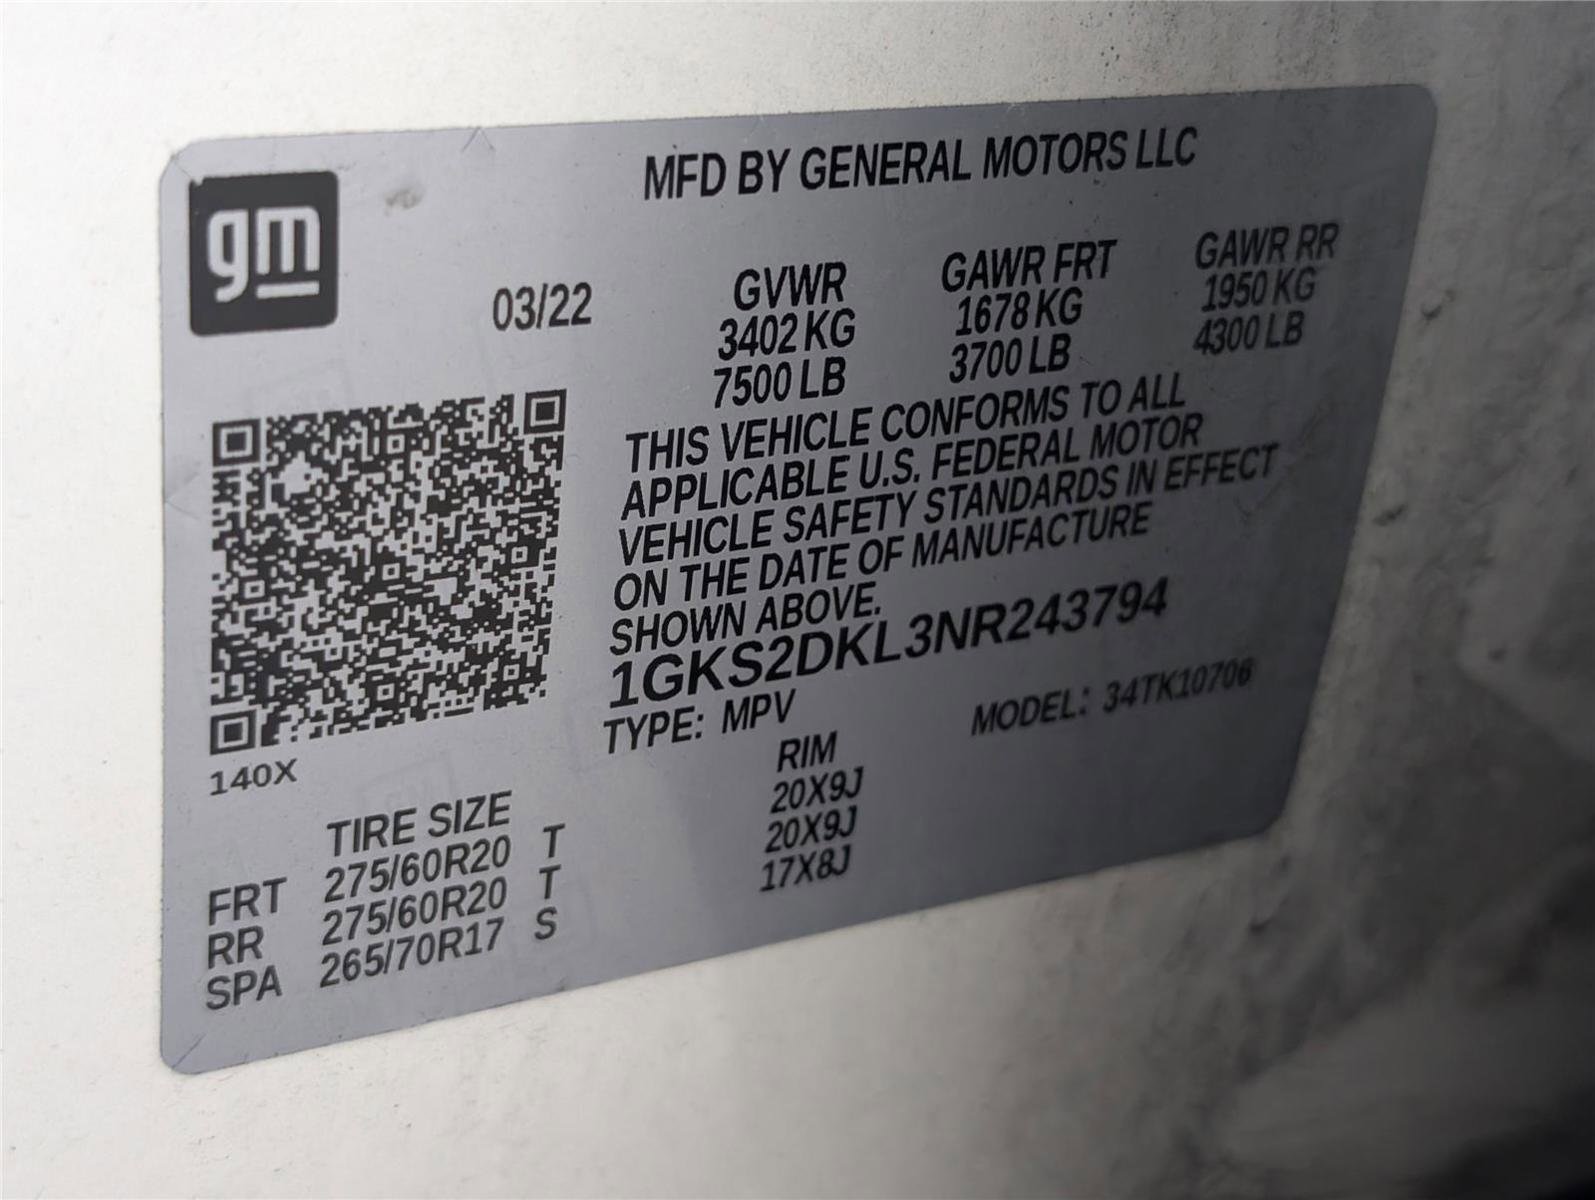 gm
MFD BY GENERAL MOTORS LLC
03/22
GVWR
3402 KG
7500 LB
GAWR FRT
1678 KG
3700 LB
GAWR RR
1950 KG
4300 LB
THIS VEHICLE CONFORMS TO ALL
APPLICABLE U.S. FEDERAL MOTOR
VEHICLE SAFETY STANDARDS IN EFFECT
ON THE DATE OF MANUFACTURE
SHOWN ABOVE.
1GKS2DKL3NR243794
TYPE: MPV MODEL: 34TK10706
140X
TIRE SIZE RIM
FRT 275/60R20 T 20X9J
RR 275/60R20 T 20X9J
SPA 265/70R17 S 17X8J